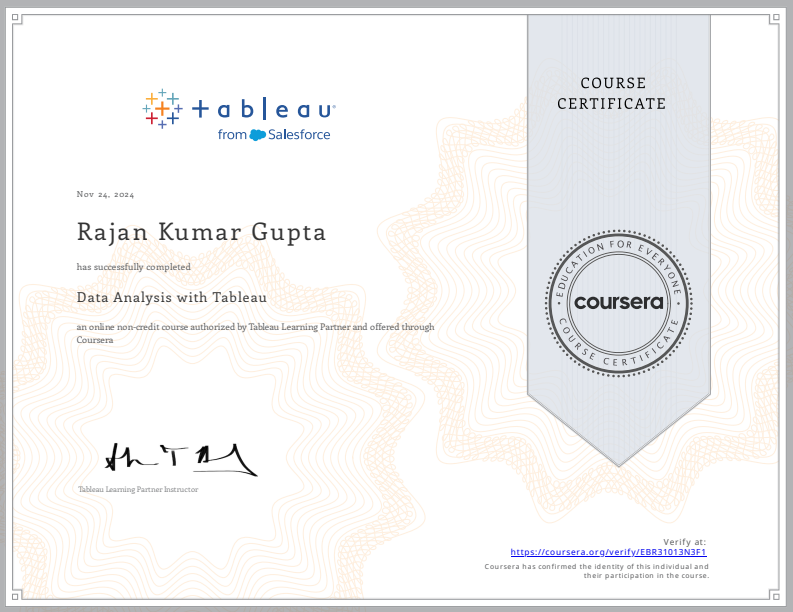 COURSE
CERTIFICATE
tableau
from Salesforce
Nov 24, 2024
Rajan Kumar Gupta
has successfully completed
Data Analysis with Tableau
an online non-credit course authorized by Tableau Learning Partner and offered through
Coursera
EDUCATION FOR EVERYONE
coursera
COURSE CERTIFICATE
Tableau Learning Partner Instructor
Verify at:
https://coursera.org/verify/EBR31013N3F1
Coursera has confirmed the identity of this individual and
their participation in the course.